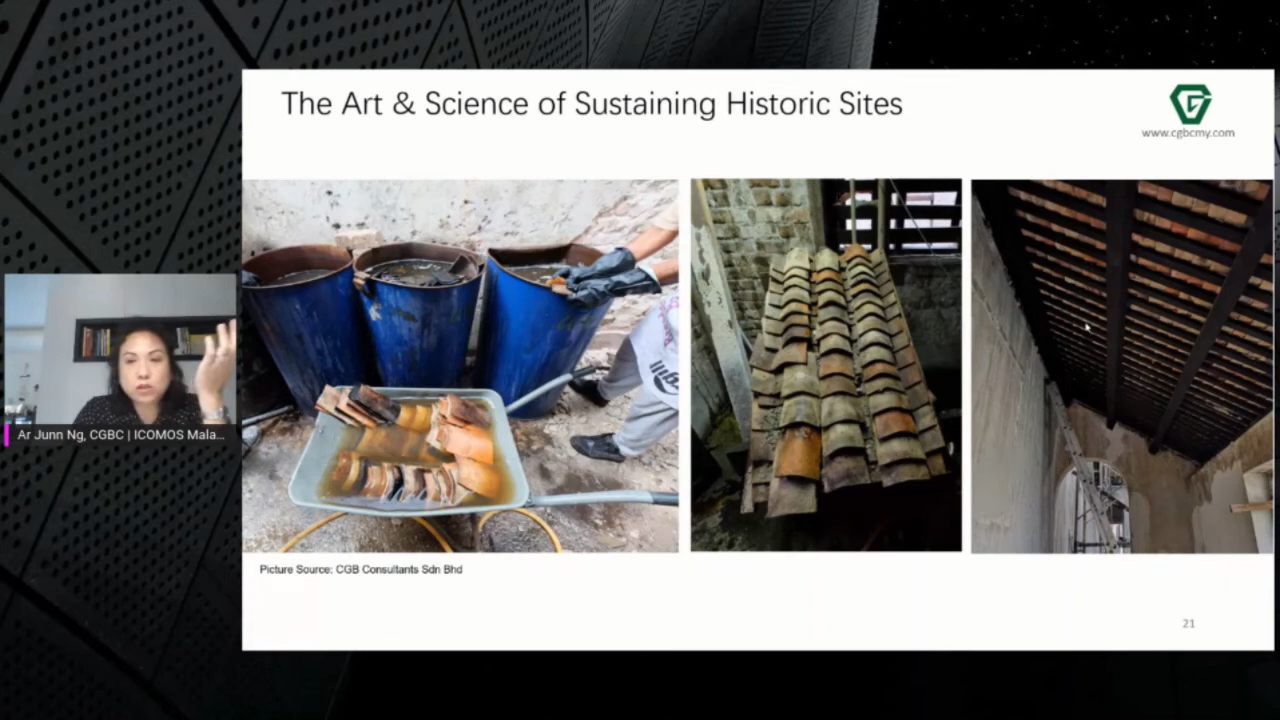 The Art & Science of Sustaining Historic Sites
www.cgbcmy.com
Ar Junn Ng, CGBC | ICOMOS Mala...
Picture Source: CGB Consultants Sdn Bhd
21